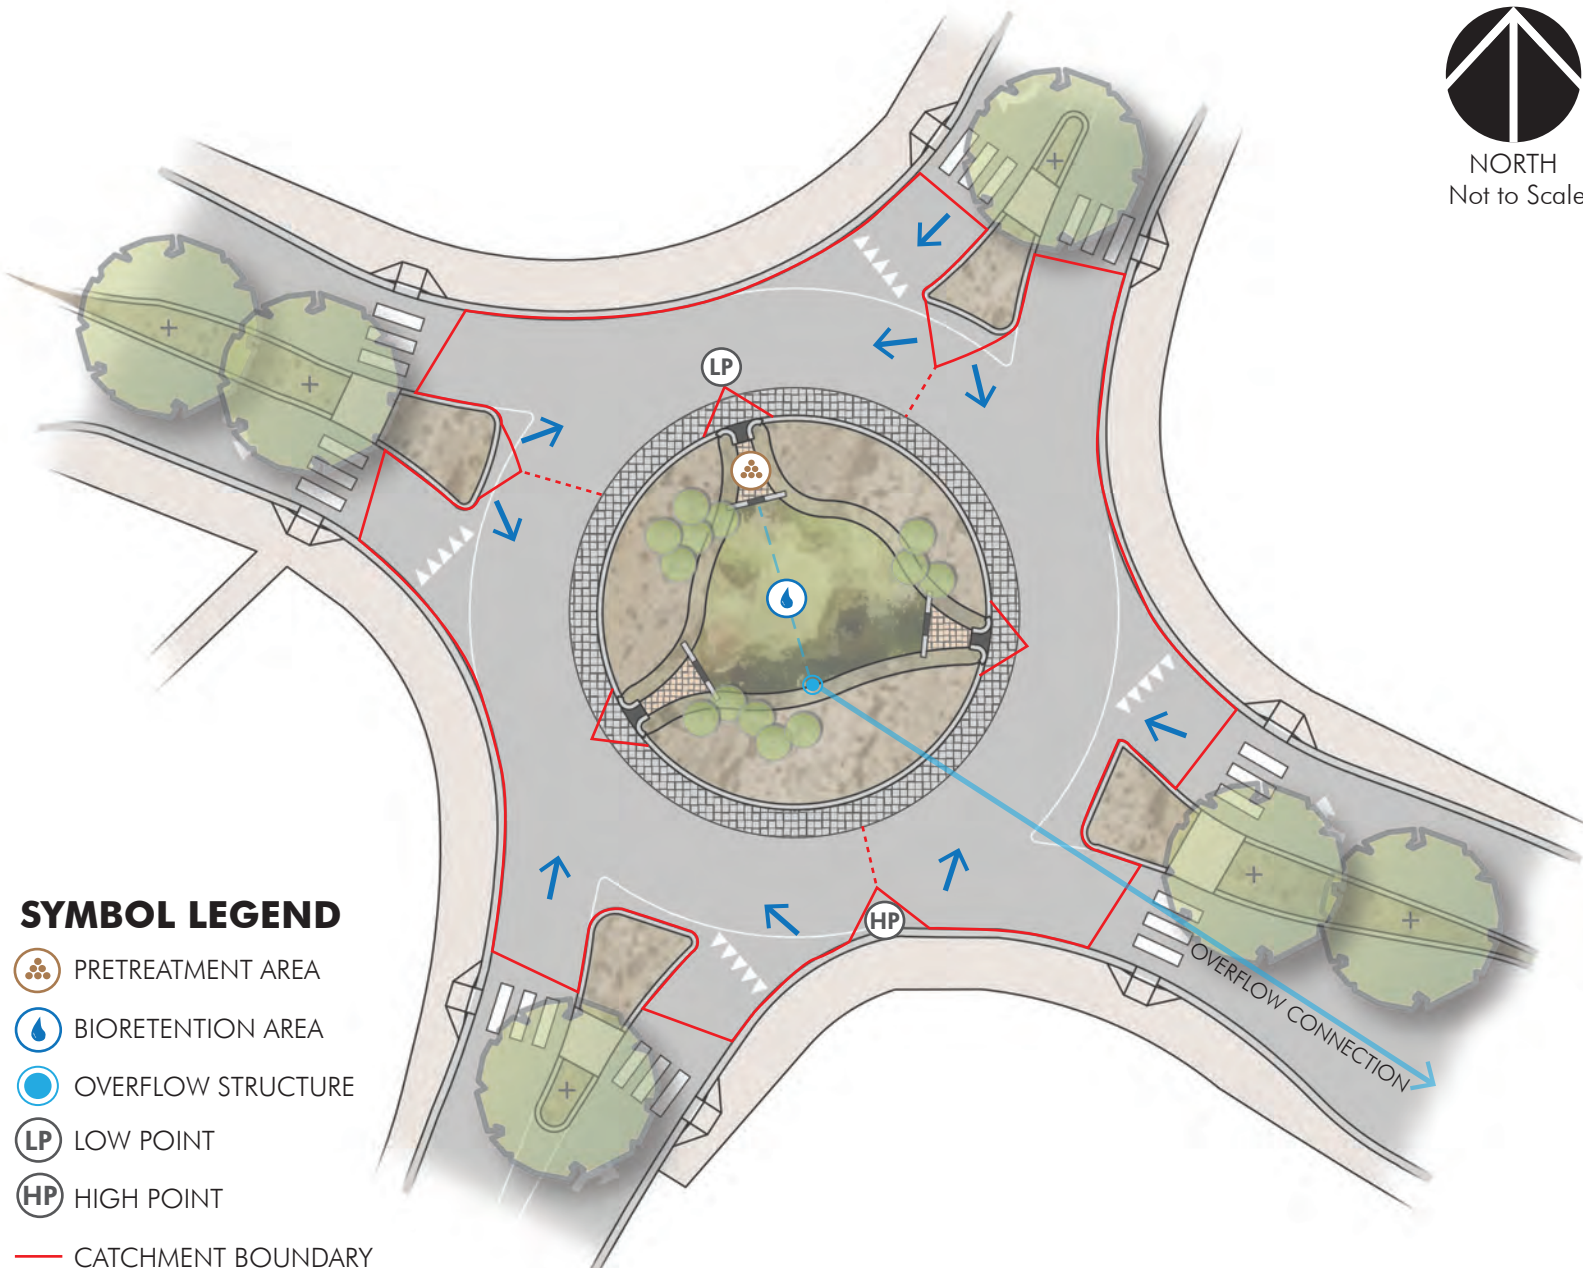 NORTH
Not to Scale
LP
HP
OVERFLOW CONNECTION
SYMBOL LEGEND
PRETREATMENT AREA
BIORETENTION AREA
OVERFLOW STRUCTURE
LP LOW POINT
HP HIGH POINT
CATCHMENT BOUNDARY